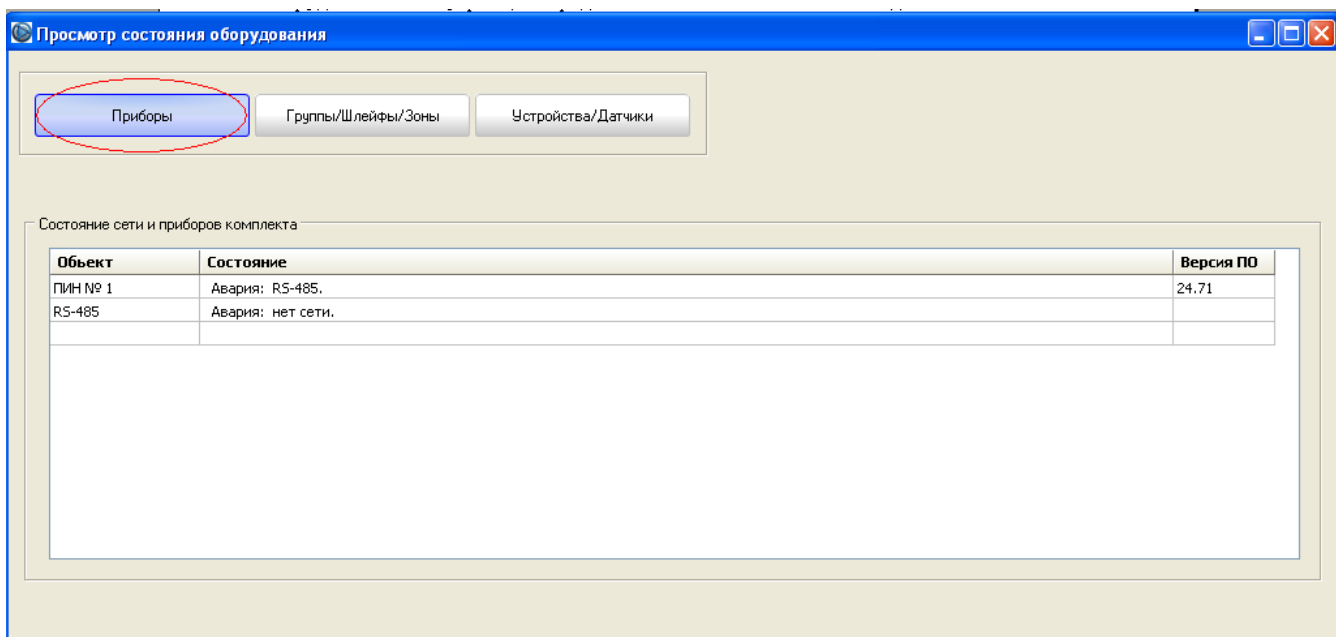 Просмотр состояния оборудования
Приборы Группы/Шлейфы/Зоны Устройства/Датчики
Состояние сети и приборов комплекта
Обьект Состояние Версия ПО
ПИН № 1 Авария: RS-485. 24.71
RS-485 Авария: нет сети.